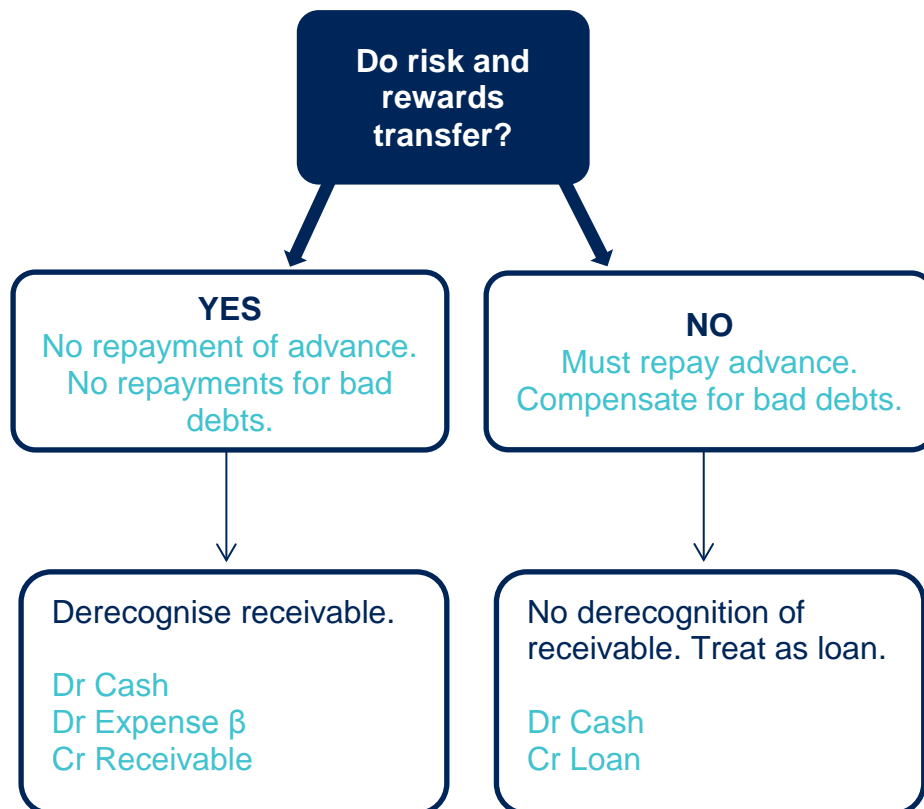 Do risk and
rewards
transfer?
YES
No repayment of advance.
No repayments for bad
debts.
NO
Must repay advance.
Compensate for bad debts.
Derecognise receivable.
Dr Cash
Dr Expense β
Cr Receivable
No derecognition of
receivable. Treat as loan.
Dr Cash
Cr Loan